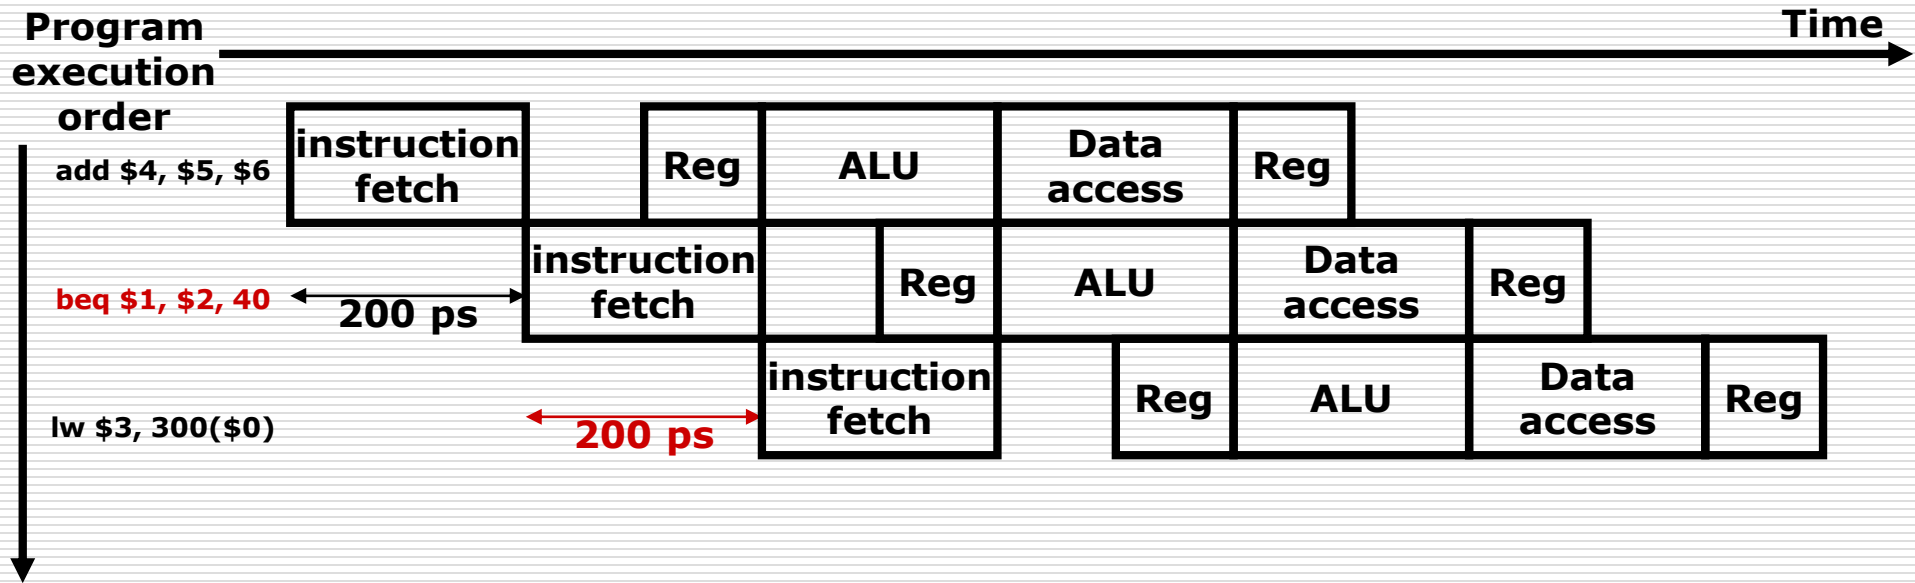 Program
execution
order
Time
add $4, $5, $6
instruction
fetch
Reg
ALU
Data
access
Reg
beq $1, $2, 40
200 ps
instruction
fetch
Reg
ALU
Data
access
Reg
lw $3, 300($0)
200 ps
instruction
fetch
Reg
ALU
Data
access
Reg